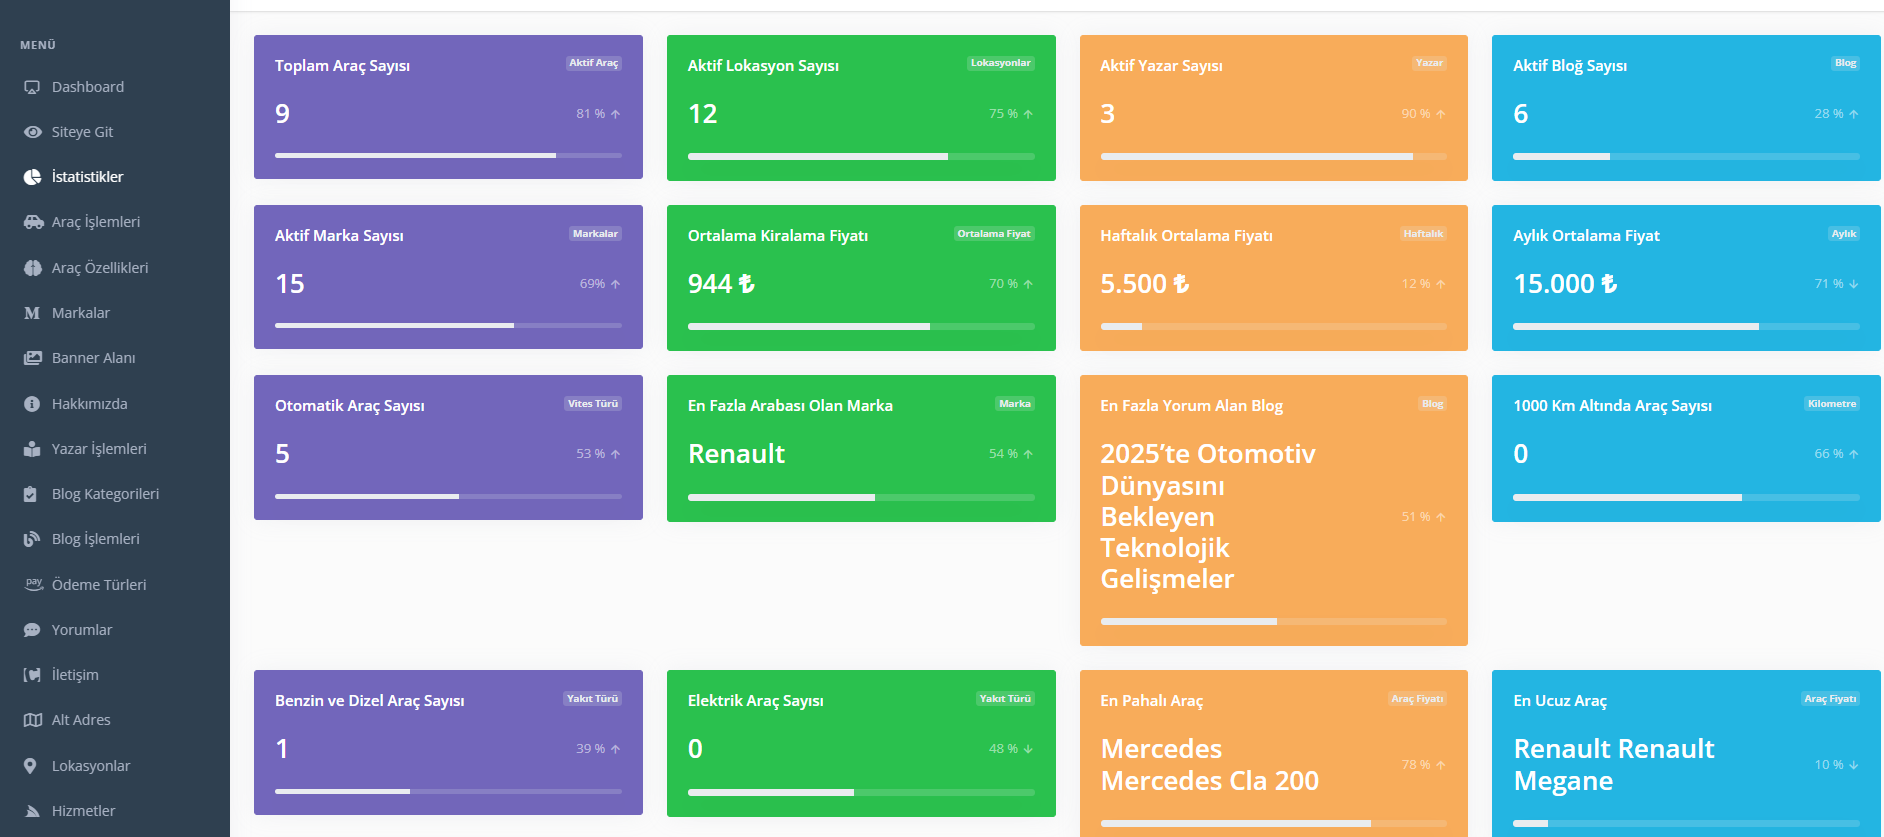 MENÜ
Dashboard
Siteye Git
İstatistikler
Araç İşlemleri
Araç Özellikleri
Markalar
Banner Alanı
Hakkımızda
Yazar İşlemleri
Blog Kategorileri
Blog İşlemleri
pay Ödeme Türleri
Yorumlar
İletişim
Alt Adres
Lokasyonlar
Hizmetler
Toplam Araç Sayısı Aktif Araç
9 81 %
Aktif Lokasyon Sayısı Lokasyonlar
12 75 %
Aktif Yazar Sayısı Yazar
3 90 %
Aktif Bloğ Sayısı Blog
6 28 %
Aktif Marka Sayısı Markalar
15 69%
Ortalama Kiralama Fiyatı Ortalama Fiyat
944 ₺ 70 %
Haftalık Ortalama Fiyatı Haftalık
5.500 ₺ 12 %
Aylık Ortalama Fiyat Aylık
15.000 ₺ 71 %
Otomatik Araç Sayısı Vites Türü
5 53 %
En Fazla Arabası Olan Marka Marka
Renault 54 %
En Fazla Yorum Alan Blog Blog
2025’te Otomotiv
Dünyasını
Bekleyen 51 %
Teknolojik
Gelişmeler
1000 Km Altında Araç Sayısı Kilometre
0 66 %
Benzin ve Dizel Araç Sayısı Yakıt Türü
1 39 %
Elektrik Araç Sayısı Yakıt Türü
0 48 %
En Pahalı Araç Araç Fiyatı
Mercedes
Mercedes Cla 200 78 %
En Ucuz Araç Araç Fiyatı
Renault Renault
Megane 10 %